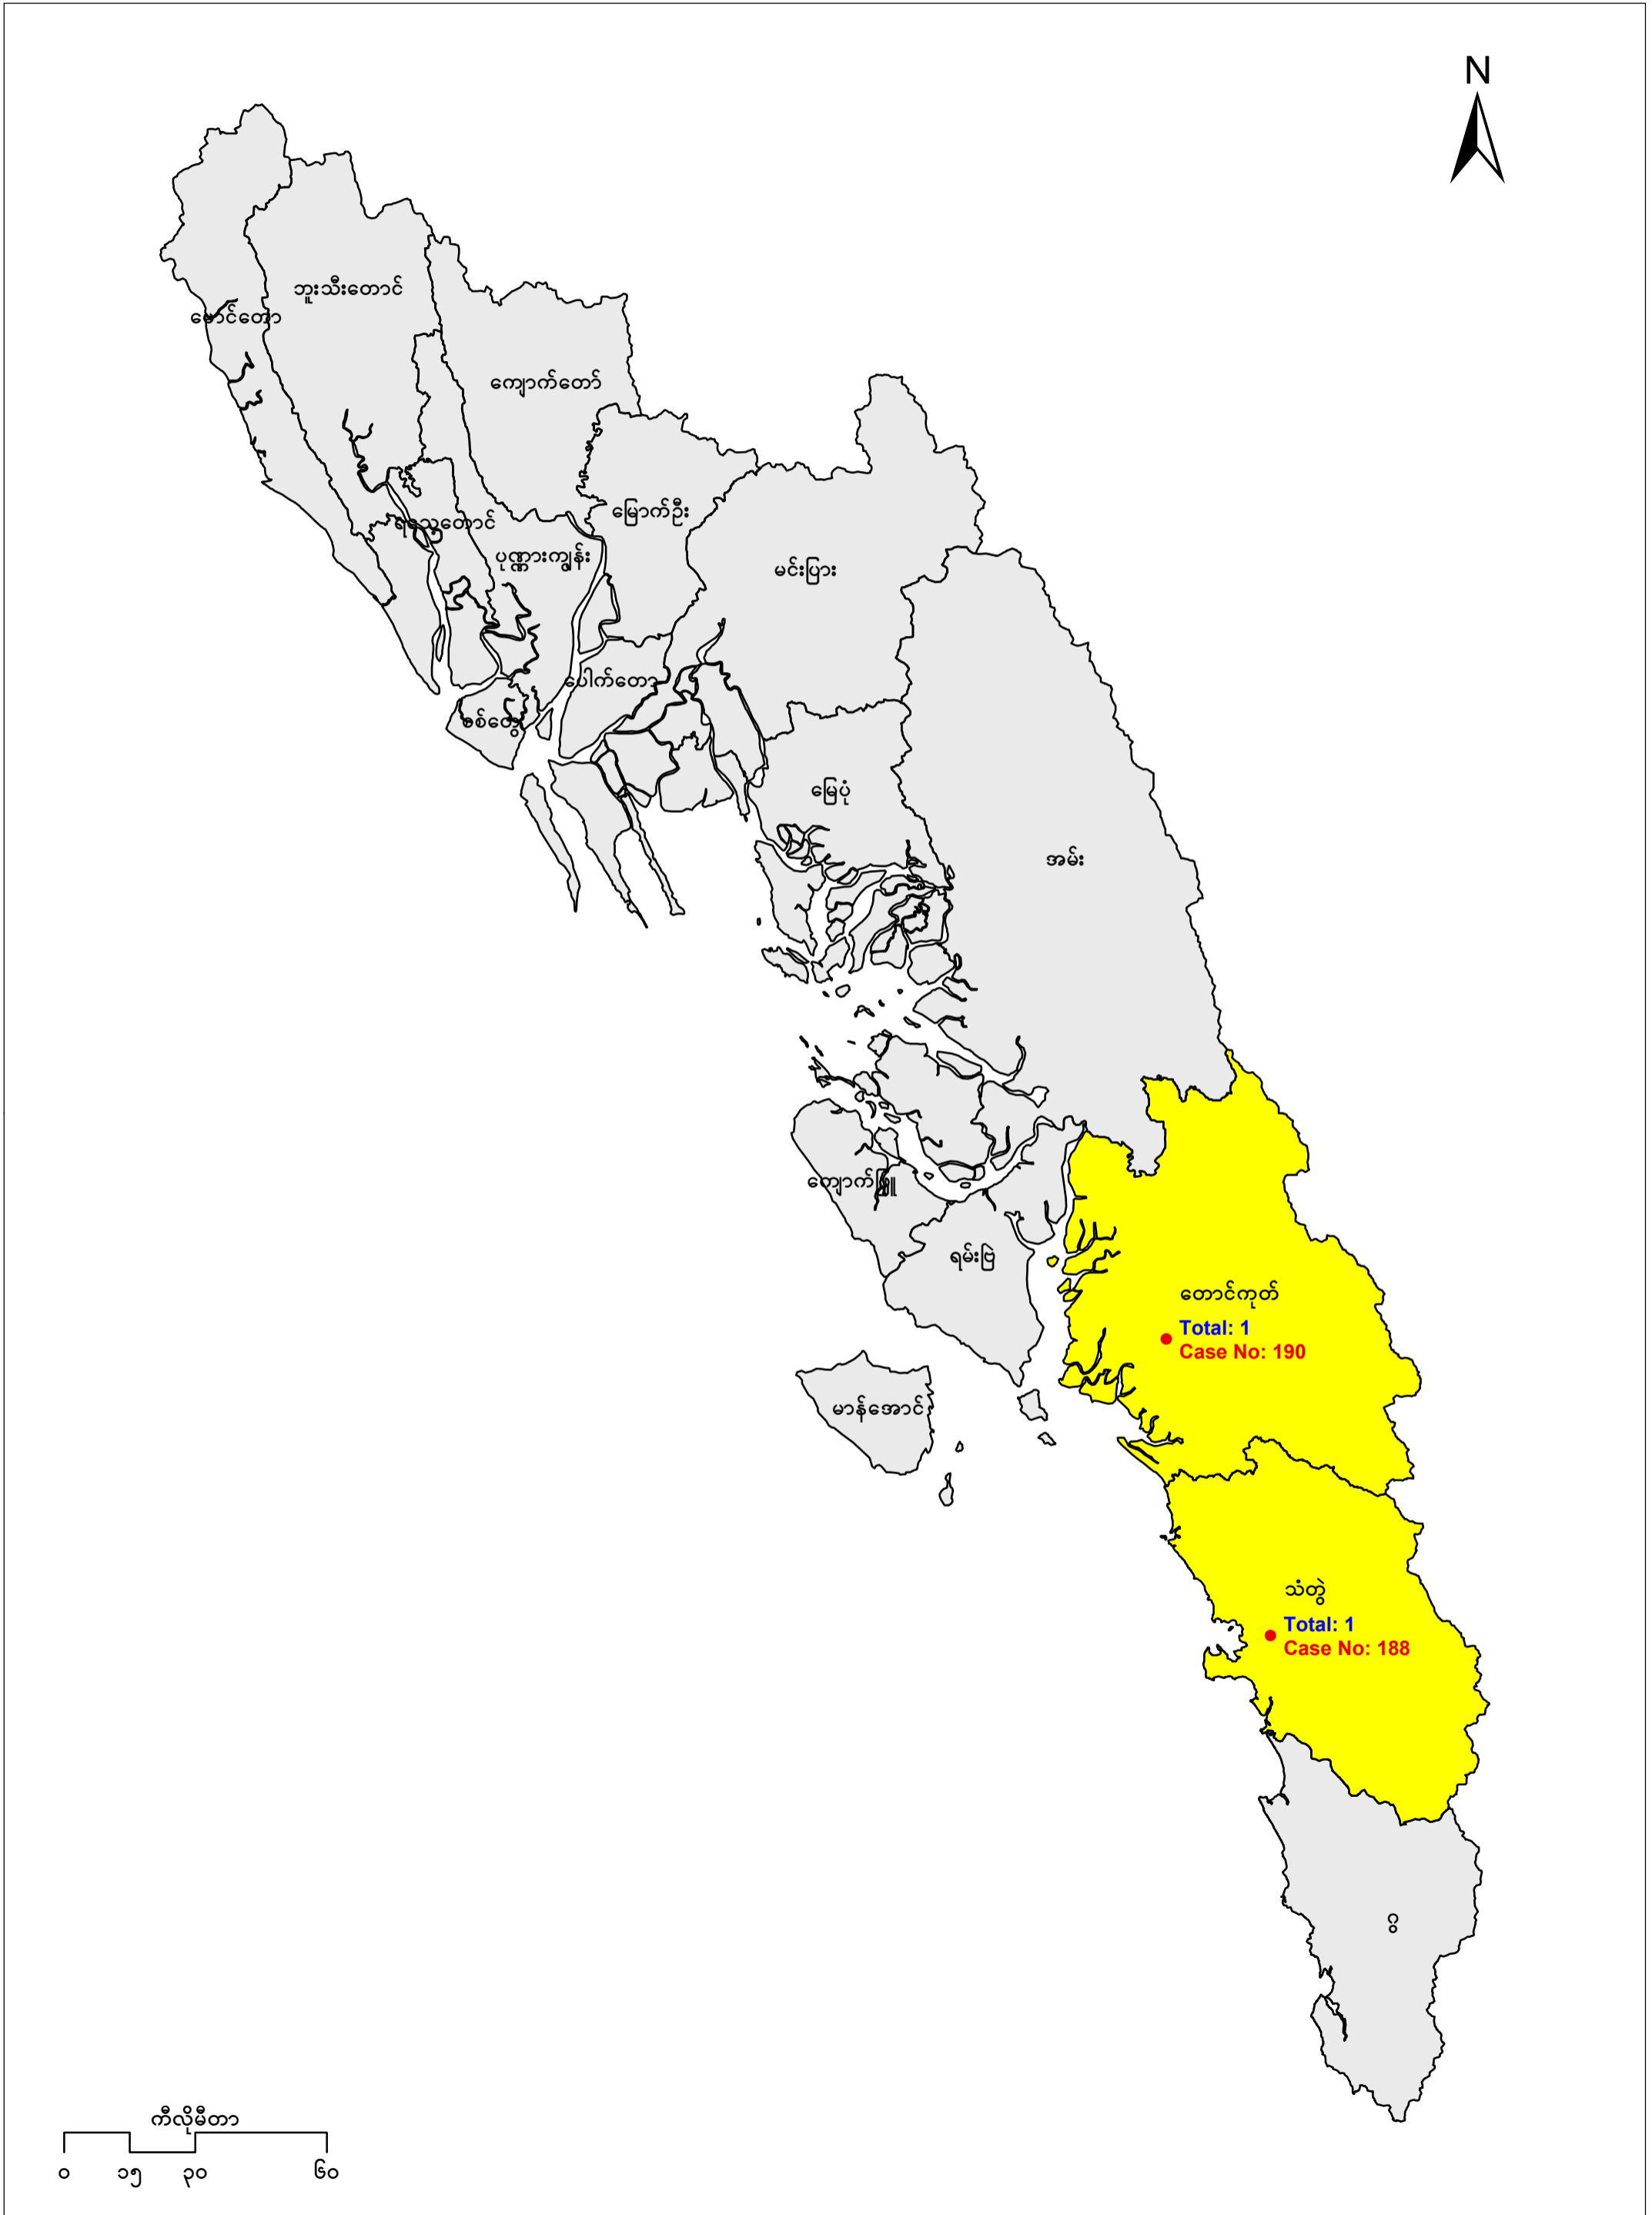 N
ဘူးသီးတောင်
မောင်တော
ကျောက်တော်
မြောက်ဦး
ရသေ့တောင်
ပုဏ္ဏားကျွန်း
မင်းပြား
ပေါက်တော
စစ်တွေ
မြေပုံ
အမ်း
ကျောက်ဖြူ
ရမ်းဗြဲ
တောင်ကုတ်
Total: 1
Case No: 190
မာန်အောင်
သံတွဲ
Total: 1
Case No: 188
ဂွ
ကီလိုမီတာ
၀ ၁၅ ၃၀ ၆၀